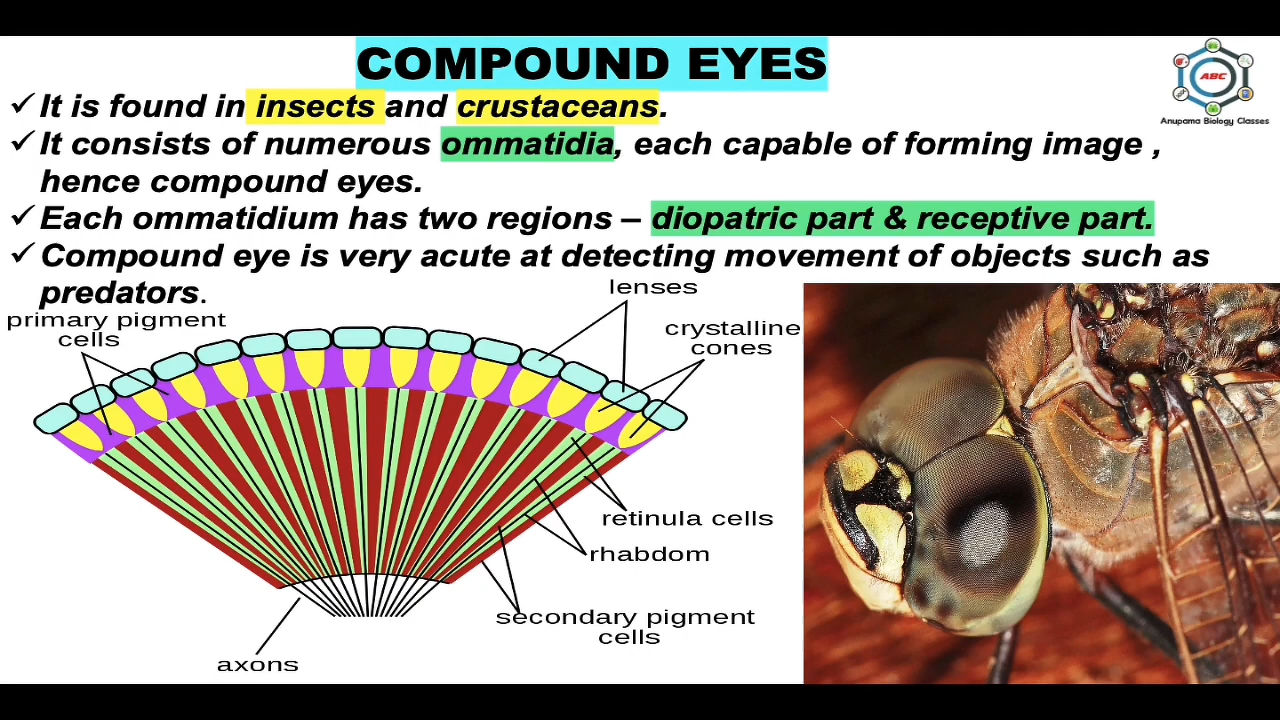 COMPOUND EYES
ABC
Anupama Biology Classes
✓ It is found in insects and crustaceans.
✓ It consists of numerous ommatidia, each capable of forming image ,
hence compound eyes.
✓ Each ommatidium has two regions – diopatric part & receptive part.
✓ Compound eye is very acute at detecting movement of objects such as
predators.
lenses
primary pigment
cells
crystalline
cones
retinula cells
rhabdom
secondary pigment
cells
axons